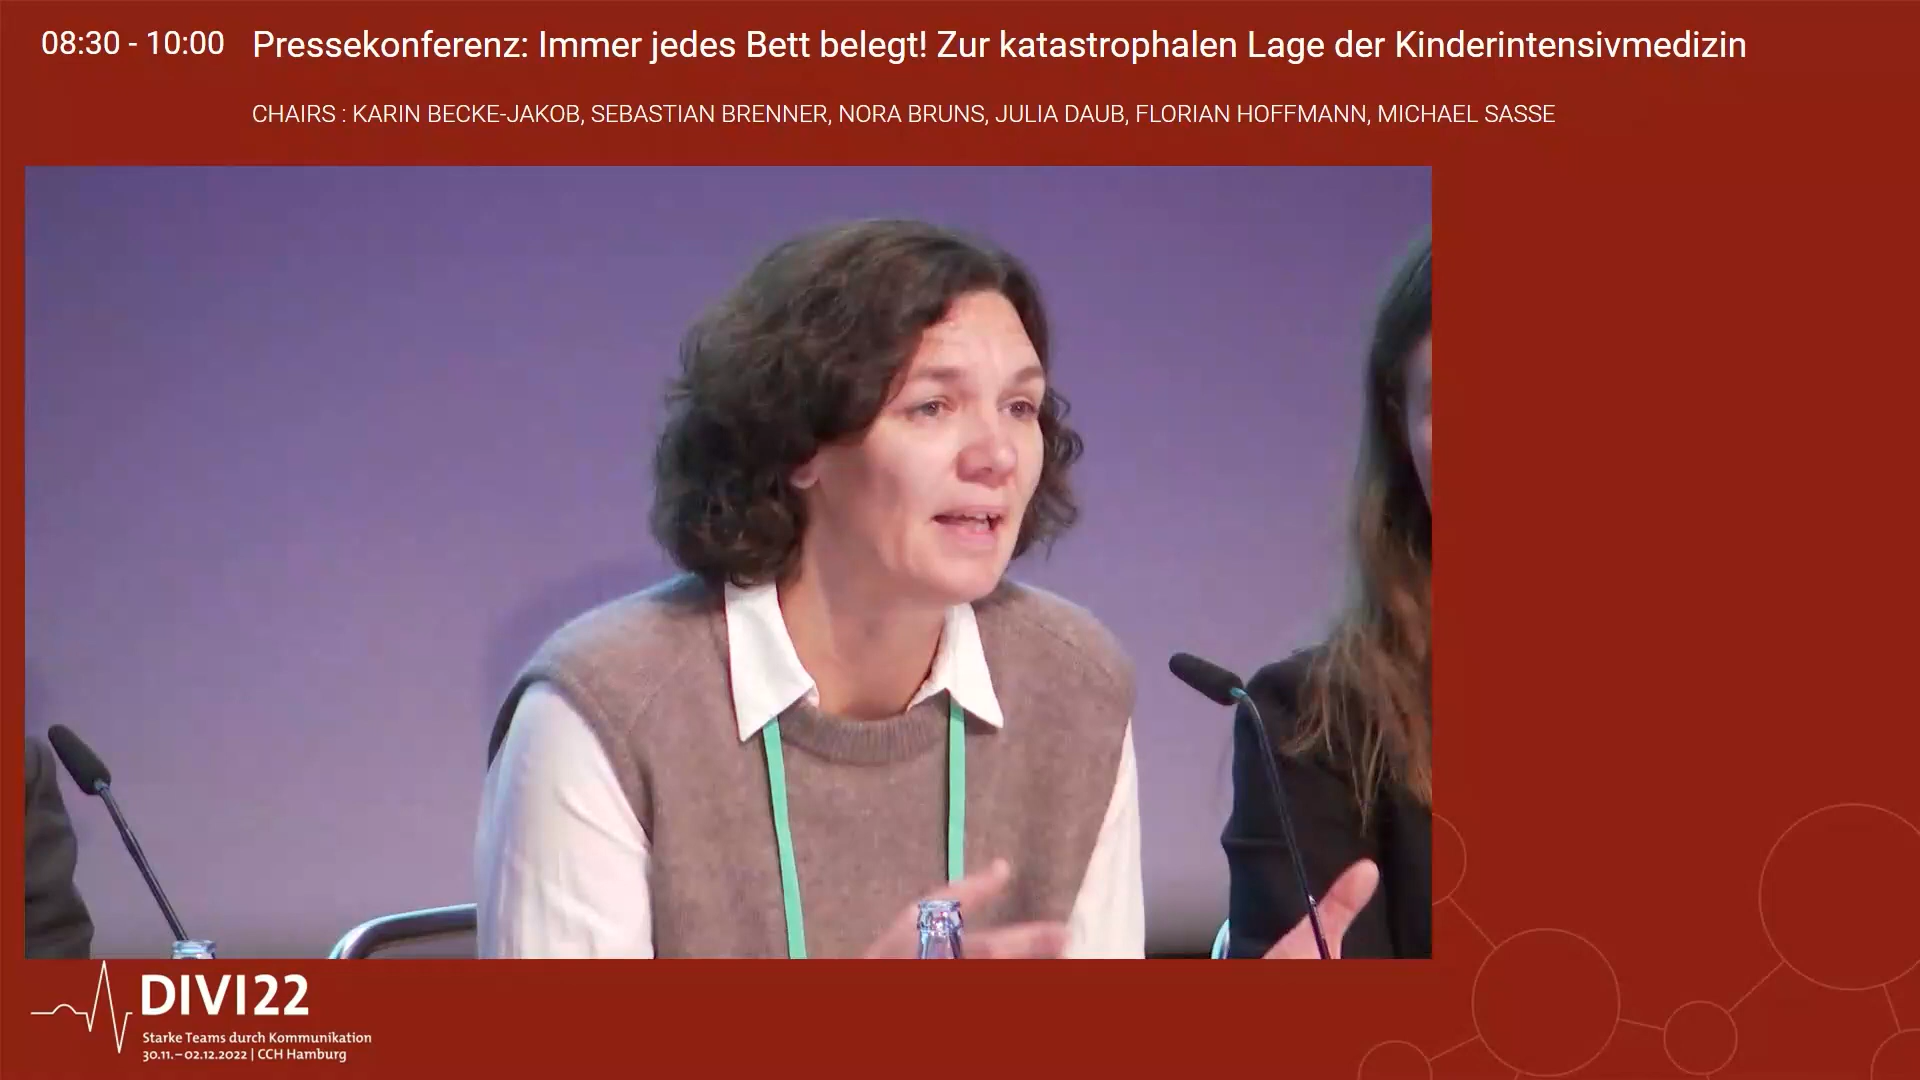 08:30 - 10:00 Pressekonferenz: Immer jedes Bett belegt! Zur katastrophalen Lage der Kinderintensivmedizin
CHAIRS : KARIN BECKE-JAKOB, SEBASTIAN BRENNER, NORA BRUNS, JULIA DAUB, FLORIAN HOFFMANN, MICHAEL SASSE
DIVI22
Starke Teams durch Kommunikation
30.11.–02.12.2022 | CCH Hamburg